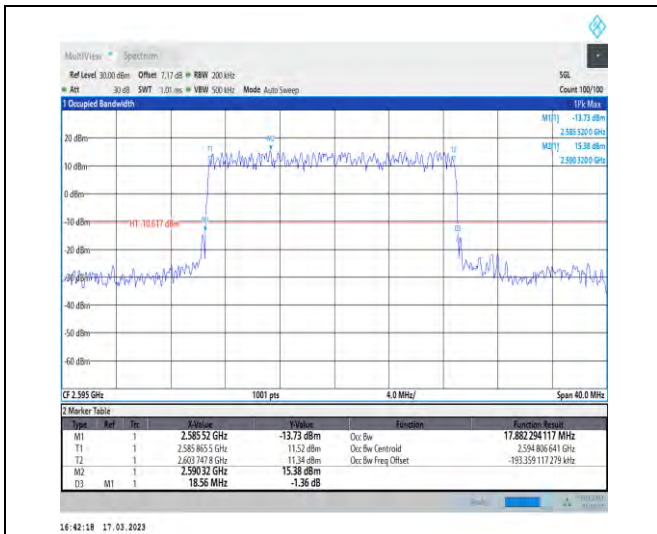 MultiView Spectrum
Ref Level 30.00 dBm Offset 7.17 dB RBW 200 kHz SGL
Att 30 dB SWT 1.01 ms VBW 500 kHz Mode Auto Sweep Count 100/100
1 Occupied Bandwidth 1Pk Max
M1[1] -13.73 dBm
2.585 520 0 GHz
M2[1] 15.38 dBm
2.590 320 0 GHz
T1 M2 T2
20 dBm
10 dBm
0 dBm
-10 dBm
H1 -10.617 dBm M1 D3
-20 dBm
-30 dBm
-40 dBm
-50 dBm
-60 dBm
CF 2.595 GHz 1001 pts 4.0 MHz/ Span 40.0 MHz
2 Marker Table
Type Ref Trc X-Value Y-Value Function Function Result
M1 1 2.585 52 GHz -13.73 dBm Occ Bw 17.882 294 117 MHz
T1 1 2.585 865 5 GHz 11.52 dBm Occ Bw Centroid 2.594 806 641 GHz
T2 1 2.603 747 8 GHz 11.34 dBm Occ Bw Freq Offset -193.359 117 279 kHz
M2 1 2.590 32 GHz 15.38 dBm
D3 M1 1 18.56 MHz -1.36 dB
16:42:18 17.03.2023